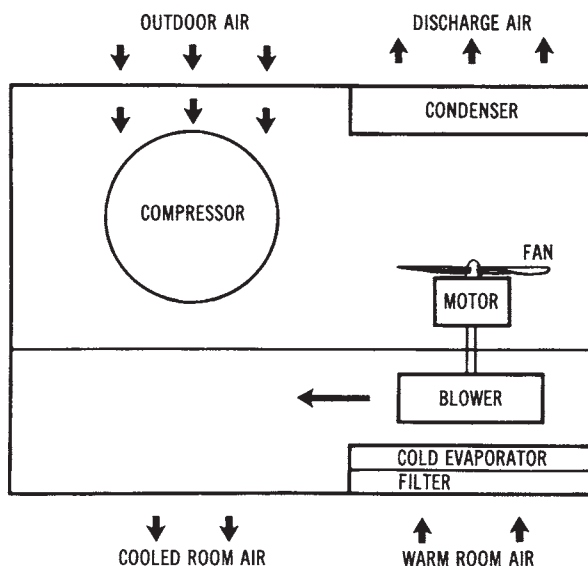 OUTDOOR AIR
DISCHARGE AIR
CONDENSER
COMPRESSOR
FAN
MOTOR
BLOWER
COLD EVAPORATOR
FILTER
COOLED ROOM AIR
WARM ROOM AIR